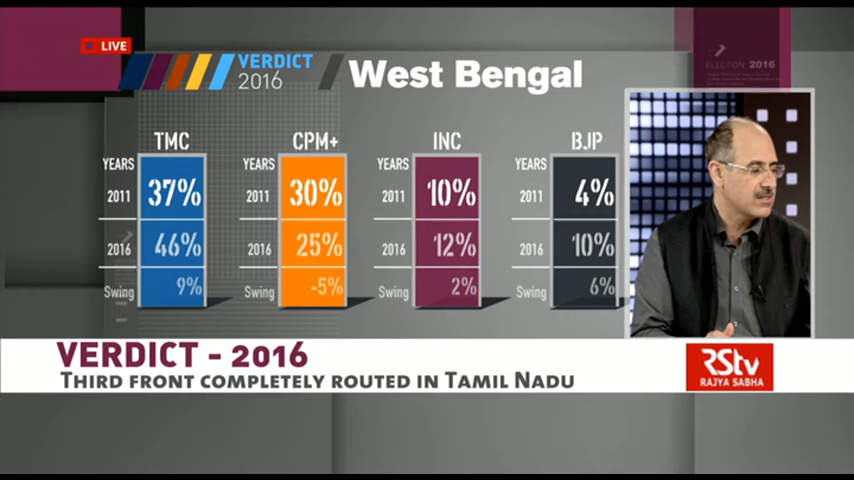 LIVE
VERDICT
2016
West Bengal
ELECTION 2016
TMC
CPM+
INC
BJP
YEARS
YEARS
YEARS
YEARS
2011 37%
2011 30%
2011 10%
2011 4%
2016 46%
2016 25%
2016 12%
2016 10%
Swing 9%
Swing -5%
Swing 2%
Swing 6%
VERDICT - 2016
THIRD FRONT COMPLETELY ROUTED IN TAMIL NADU
RStv
RAJYA SABHA